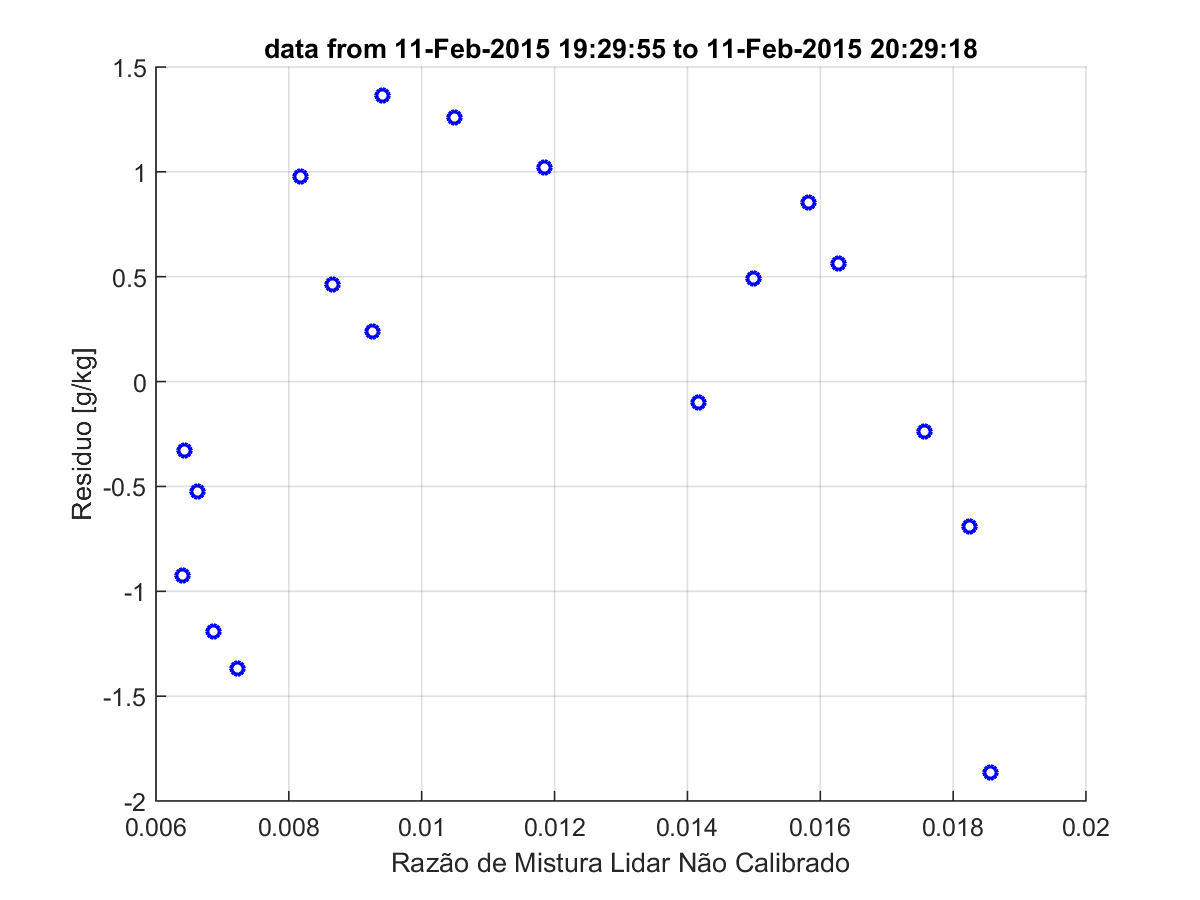 data from 11-Feb-2015 19:29:55 to 11-Feb-2015 20:29:18
1.5
1
0.5
0
-0.5
-1
-1.5
-2
Residuo [g/kg]
0.006 0.008 0.01 0.012 0.014 0.016 0.018 0.02
Razão de Mistura Lidar Não Calibrado